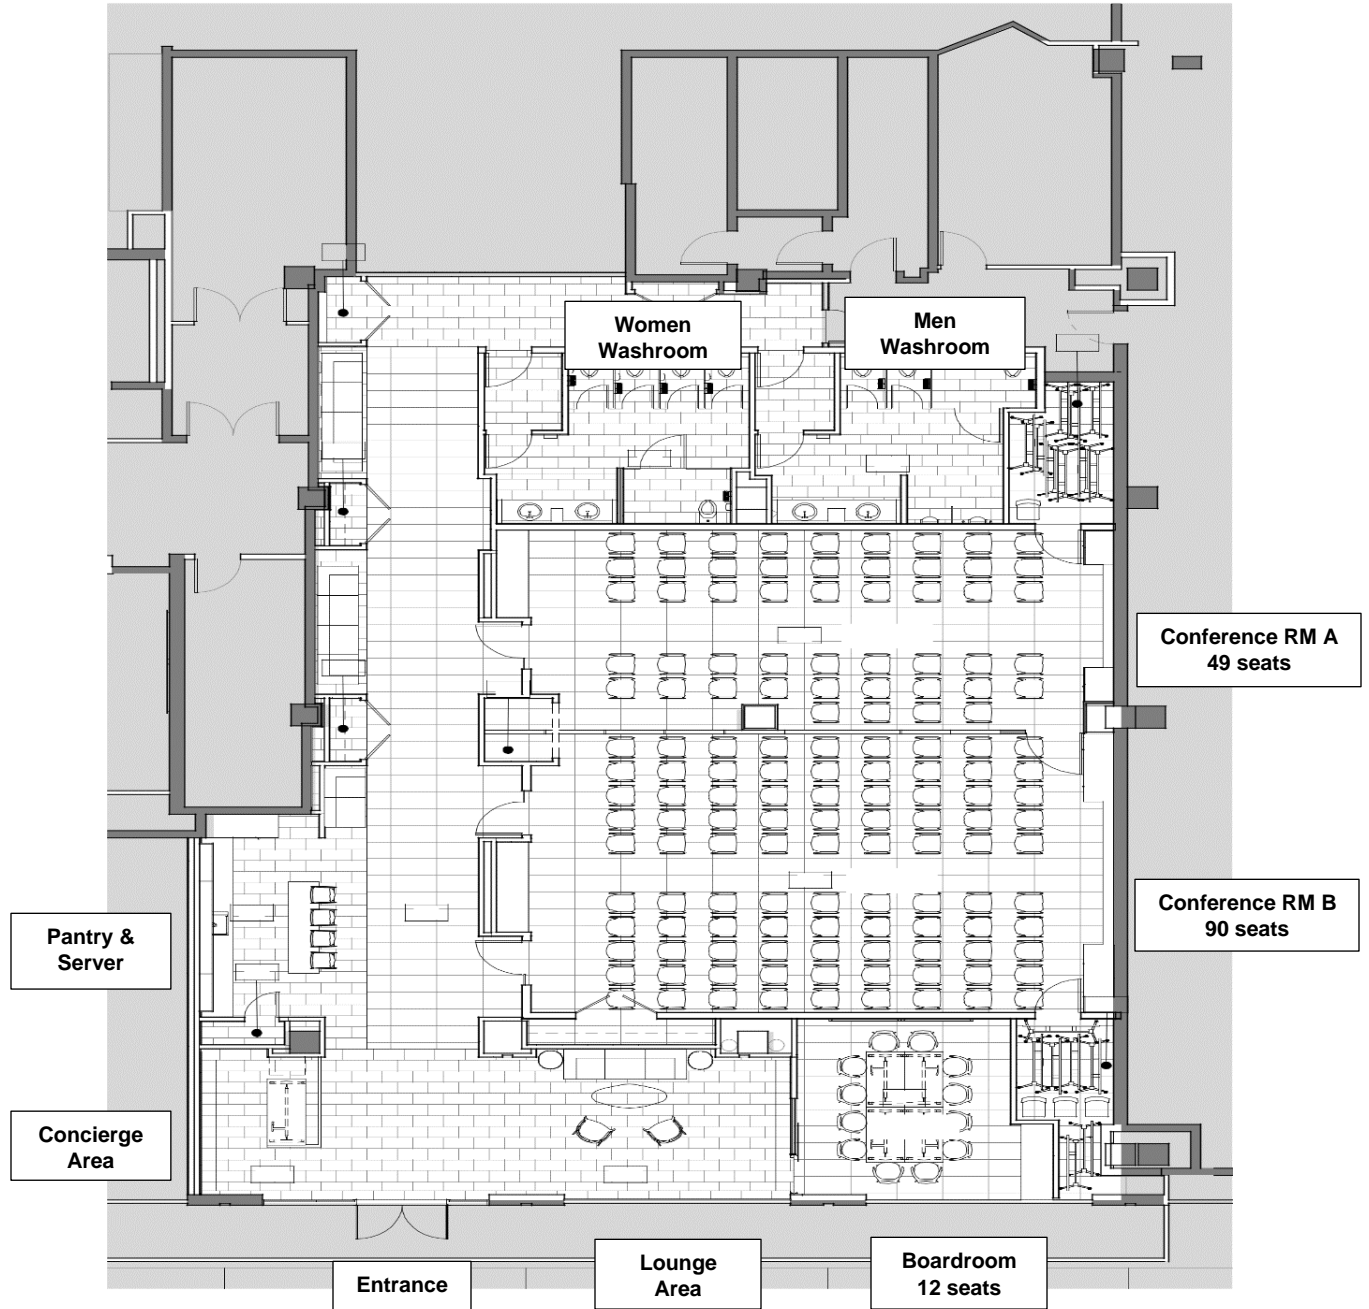 Women
Washroom
Men
Washroom
Conference RM A
49 seats
Conference RM B
90 seats
Pantry &
Server
Concierge
Area
Entrance
Lounge
Area
Boardroom
12 seats